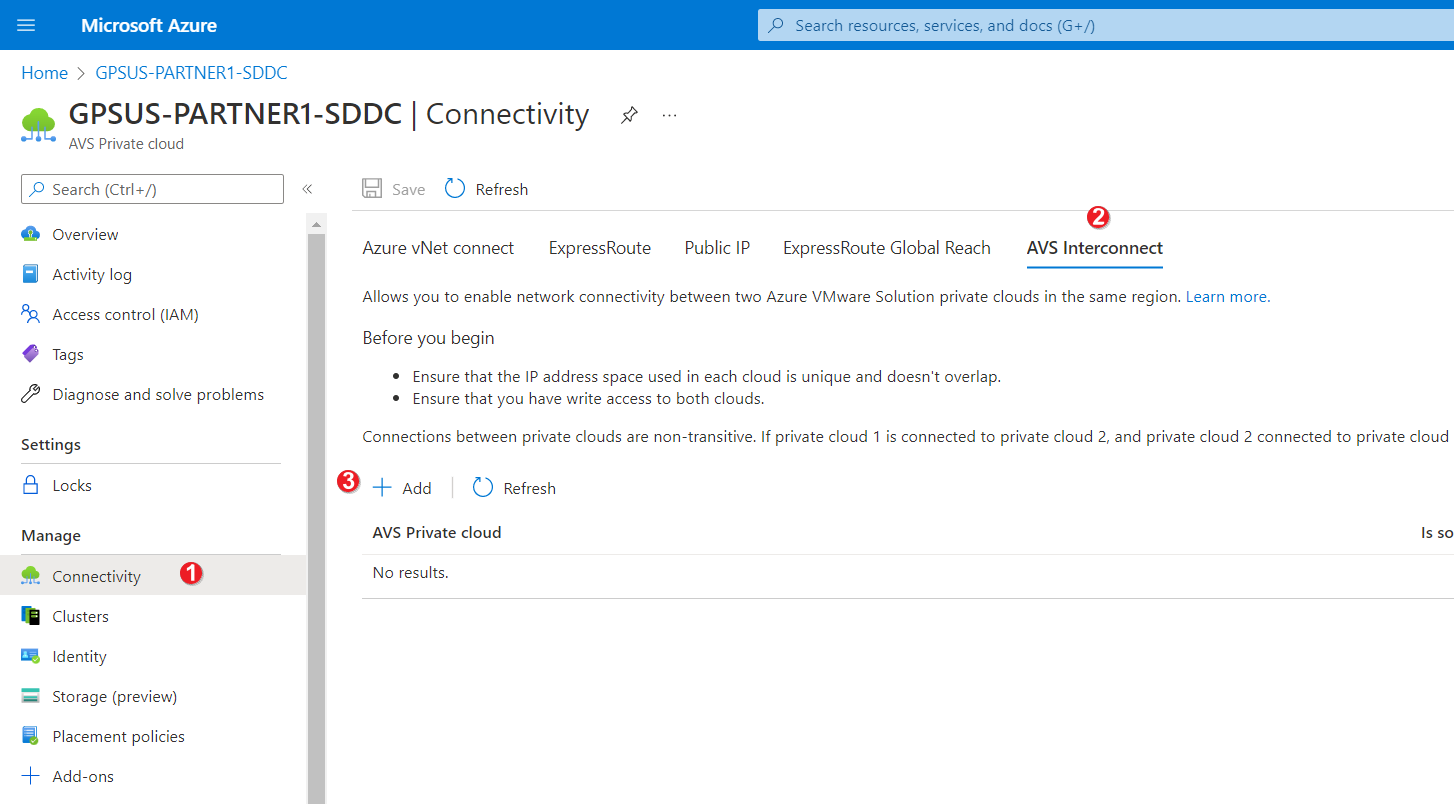 Microsoft Azure
Search resources, services, and docs (G+/)
Home > GPSUS-PARTNER1-SDDC
GPSUS-PARTNER1-SDDC | Connectivity ...
AVS Private cloud
Search (Ctrl+/) «
Overview
Activity log
Access control (IAM)
Tags
Diagnose and solve problems
Settings
Locks
Manage
Connectivity 1
Clusters
Identity
Storage (preview)
Placement policies
Add-ons
Save Refresh
2
Azure vNet connect ExpressRoute Public IP ExpressRoute Global Reach AVS Interconnect
Allows you to enable network connectivity between two Azure VMware Solution private clouds in the same region. Learn more.
Before you begin
• Ensure that the IP address space used in each cloud is unique and doesn't overlap.
• Ensure that you have write access to both clouds.
Connections between private clouds are non-transitive. If private cloud 1 is connected to private cloud 2, and private cloud 2 connected to private cloud
3 + Add | Refresh
AVS Private cloud Is so
No results.